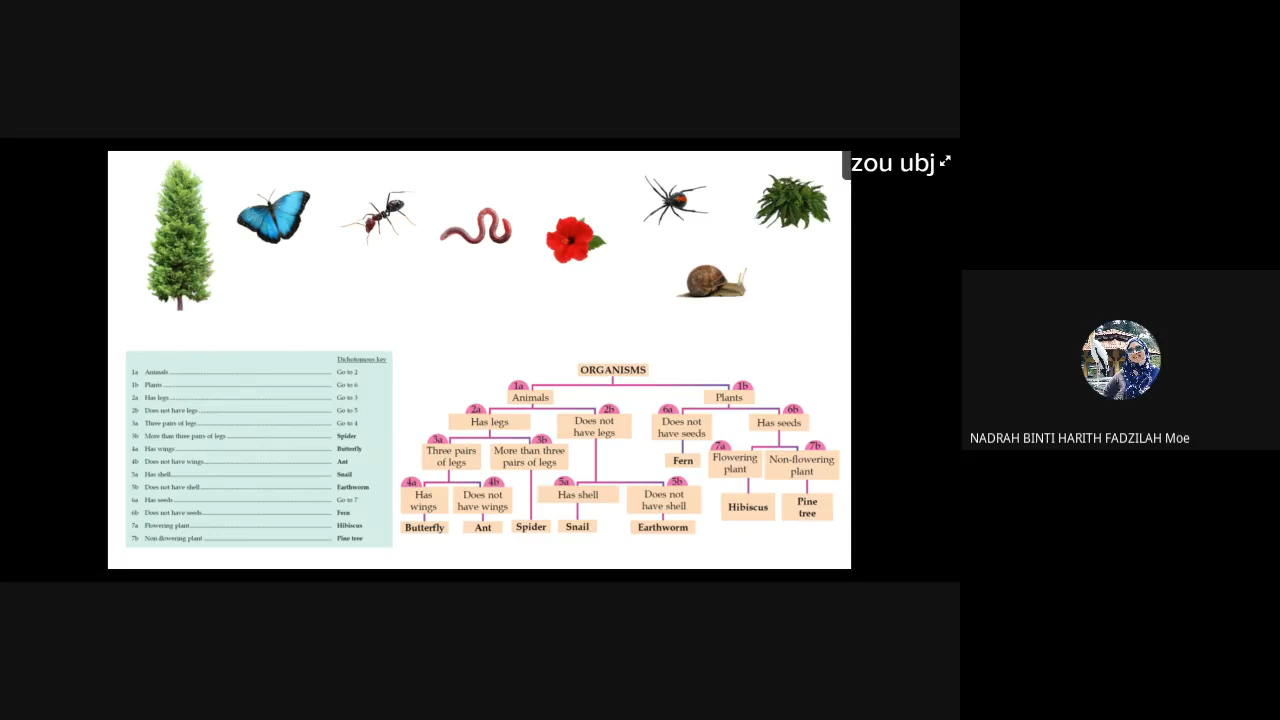 zou ubj
Dichotomous key
1a Animals Go to 2
1b Plants Go to 6
2a Has legs Go to 3
2b Does not have legs Go to 5
3a Three pairs of legs Go to 4
3b More than three pairs of legs Spider
4a Has wings Butterfly
4b Does not have wings Ant
5a Has shell Snail
5b Does not have shell Earthworm
6a Has seeds Go to 7
6b Does not have seeds Fern
7a Flowering plant Hibiscus
7b Non-flowering plant Pine tree
ORGANISMS
1a
1b
Animals
Plants
2a
2b
6a
6b
Has legs
Does not
have legs
Does not
have seeds
Has seeds
3a
3b
7a
7b
Three pairs
of legs
More than three
pairs of legs
Fern
Flowering
plant
Non-flowering
plant
4a
4b
5a
5b
Has
wings
Does not
have wings
Has shell
Does not
have shell
Hibiscus
Pine
tree
Butterfly
Ant
Spider
Snail
Earthworm
NADRAH BINTI HARITH FADZILAH Moe